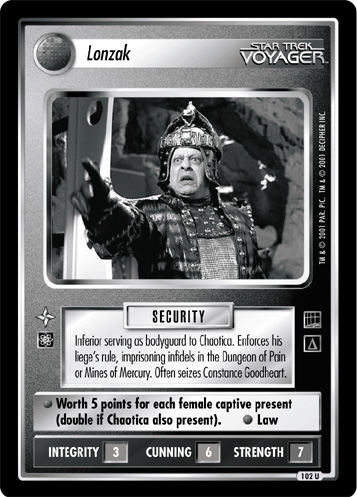 Lonzak
STAR TREK
VOYAGER™
TM & © 2001 PAR. PIC. TM & © 2001 DECIPHER INC.
SECURITY
Inferior serving as bodyguard to Chaotica. Enforces his
liege's rule, imprisoning infidels in the Dungeon of Pain
or Mines of Mercury. Often seizes Constance Goodheart.
• Worth 5 points for each female captive present
(double if Chaotica also present). • Law
INTEGRITY 3 CUNNING 6 STRENGTH 7
102 U